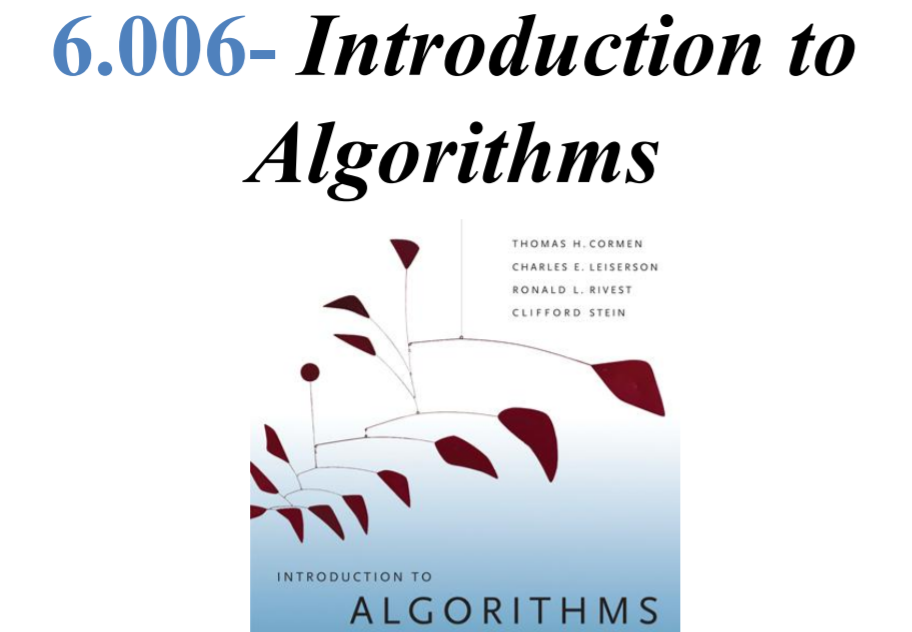 6.006- Introduction to
Algorithms
THOMAS H. CORMEN
CHARLES E. LEISERSON
RONALD L. RIVEST
CLIFFORD STEIN
INTRODUCTION TO
ALGORITHMS